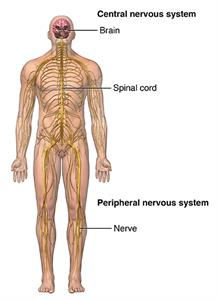 Central nervous system
Brain
Spinal cord
Peripheral nervous system
Nerve